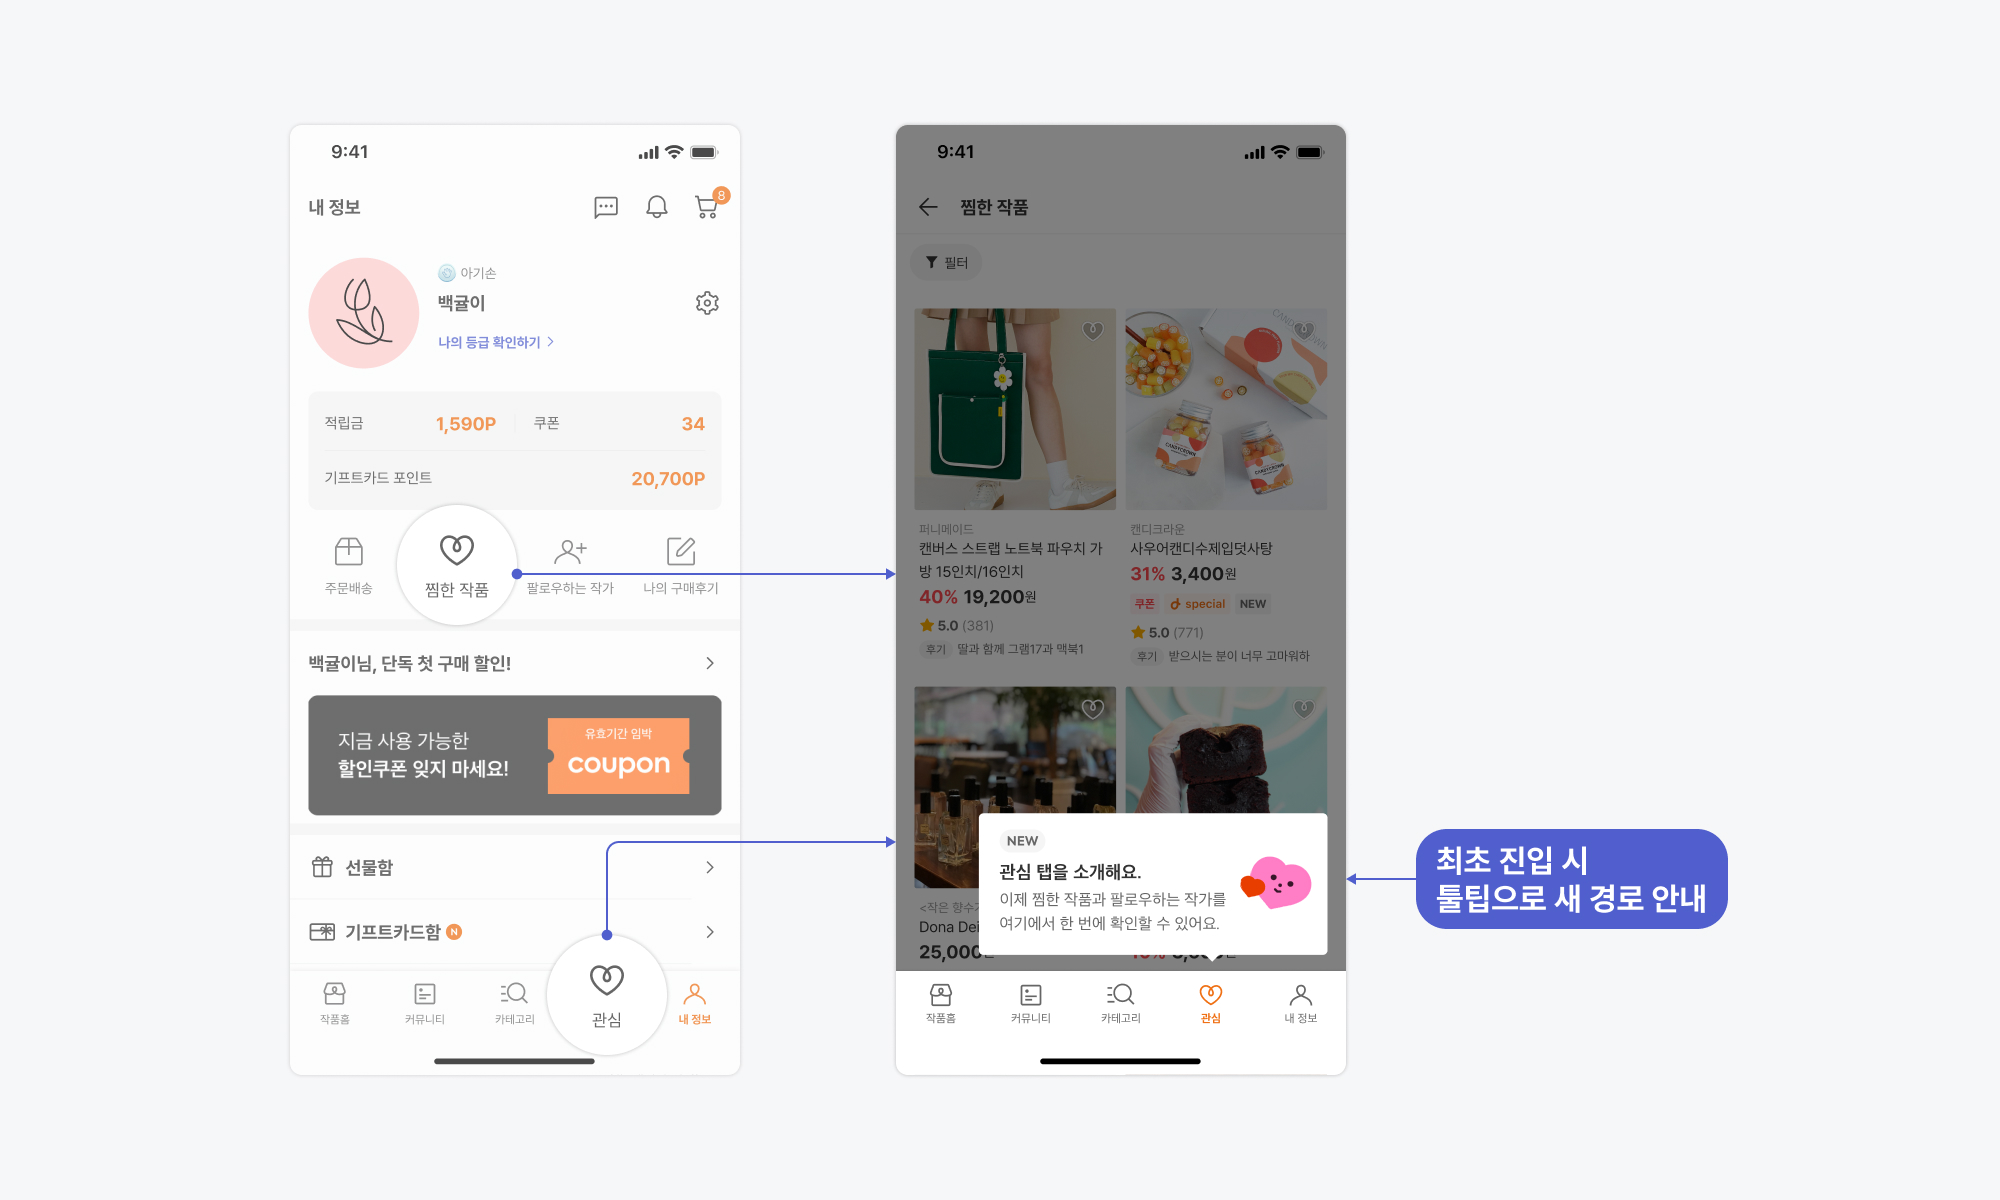 9:41
내 정보
8
아기손
백귤이
나의 등급 확인하기 >
적립금 1,590P 쿠폰 34
기프트카드 포인트 20,700P
주문배송
찜한 작품
팔로우하는 작가
나의 구매후기
백귤이님, 단독 첫 구매 할인!
지금 사용 가능한
할인쿠폰 잊지 마세요!
유효기간 임박
coupon
선물함
기프트카드함 N
작품홈
커뮤니티
카테고리
관심
내 정보
9:41
찜한 작품
필터
퍼니메이드
캔버스 스트랩 노트북 파우치 가
방 15인치/16인치
40% 19,200원
5.0 (381)
후기 딸과 함께 그램17과 맥북1
CANDYCROWN
CANDYCROWN
캔디크라운
사우어캔디수제입덧사탕
31% 3,400원
쿠폰 special NEW
5.0 (771)
후기 받으시는 분이 너무 고마워하
<작은 향수
Dona Dei
25,000원
NEW
관심 탭을 소개해요.
이제 찜한 작품과 팔로우하는 작가를
여기에서 한 번에 확인할 수 있어요.
작품홈
커뮤니티
카테고리
관심
내 정보
최초 진입 시
툴팁으로 새 경로 안내